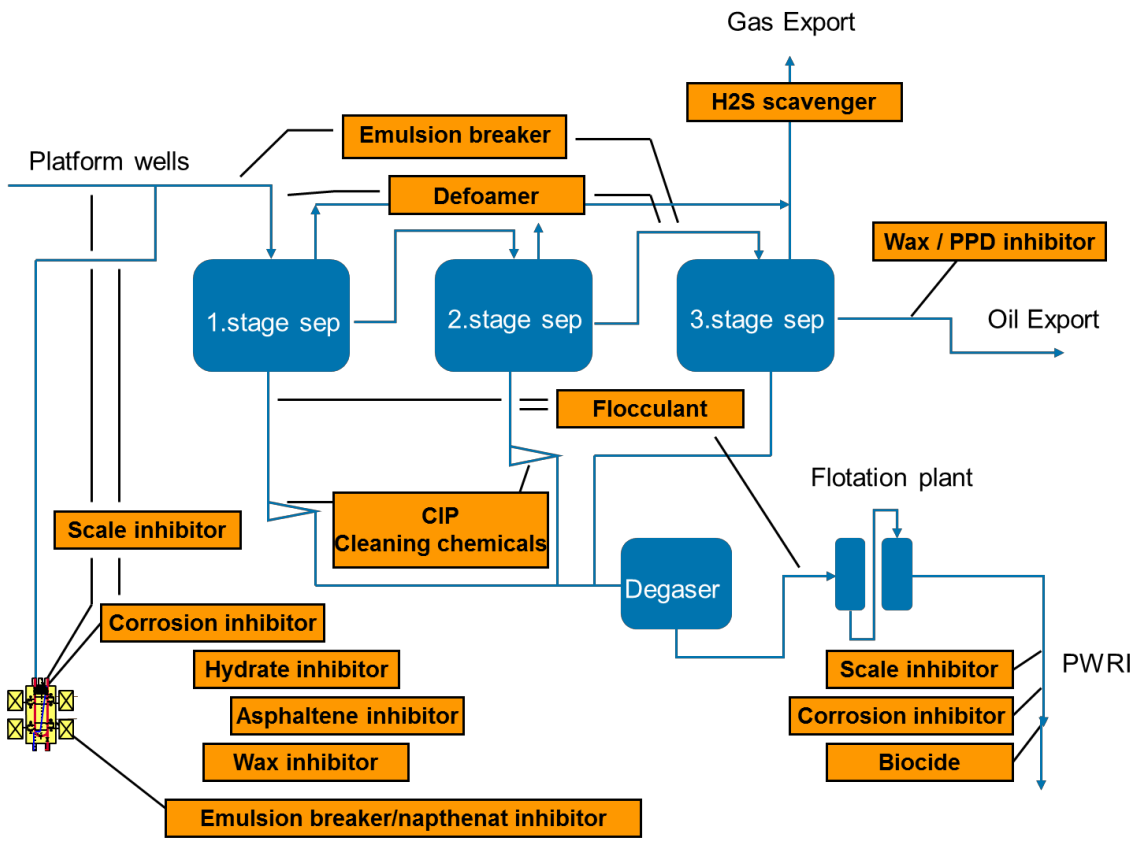 Gas Export
H2S scavenger
Emulsion breaker
Platform wells
Defoamer
Wax / PPD inhibitor
1.stage sep
2.stage sep
3.stage sep
Oil Export
Flocculant
Flotation plant
CIP
Cleaning chemicals
Scale inhibitor
Degaser
Corrosion inhibitor
Hydrate inhibitor
Scale inhibitor
PWRI
Asphaltene inhibitor
Corrosion inhibitor
Wax inhibitor
Biocide
Emulsion breaker/napthenat inhibitor